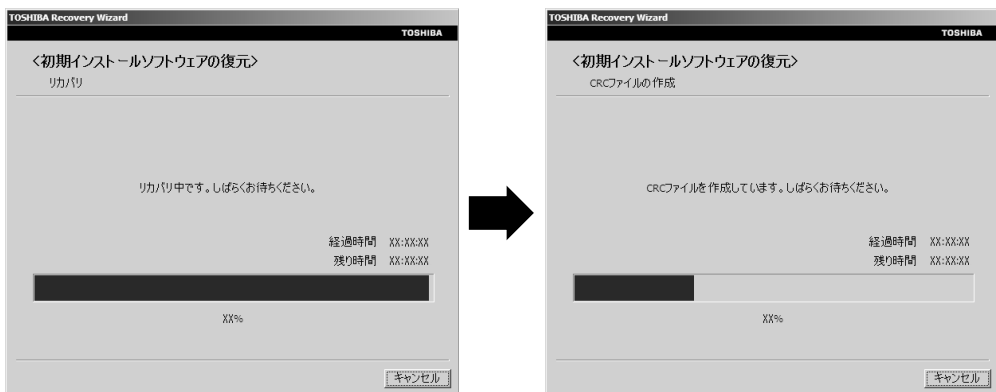 TOSHIBA Recovery Wizard
TOSHIBA
<初期インストールソフトウェアの復元>
リカバリ
リカバリ中です。しばらくお待ちください。
経過時間 XX:XX:XX
残り時間 XX:XX:XX
XX%
キャンセル
TOSHIBA Recovery Wizard
TOSHIBA
<初期インストールソフトウェアの復元>
CRCファイルの作成
CRCファイルを作成しています。しばらくお待ちください。
経過時間 XX:XX:XX
残り時間 XX:XX:XX
XX%
キャンセル